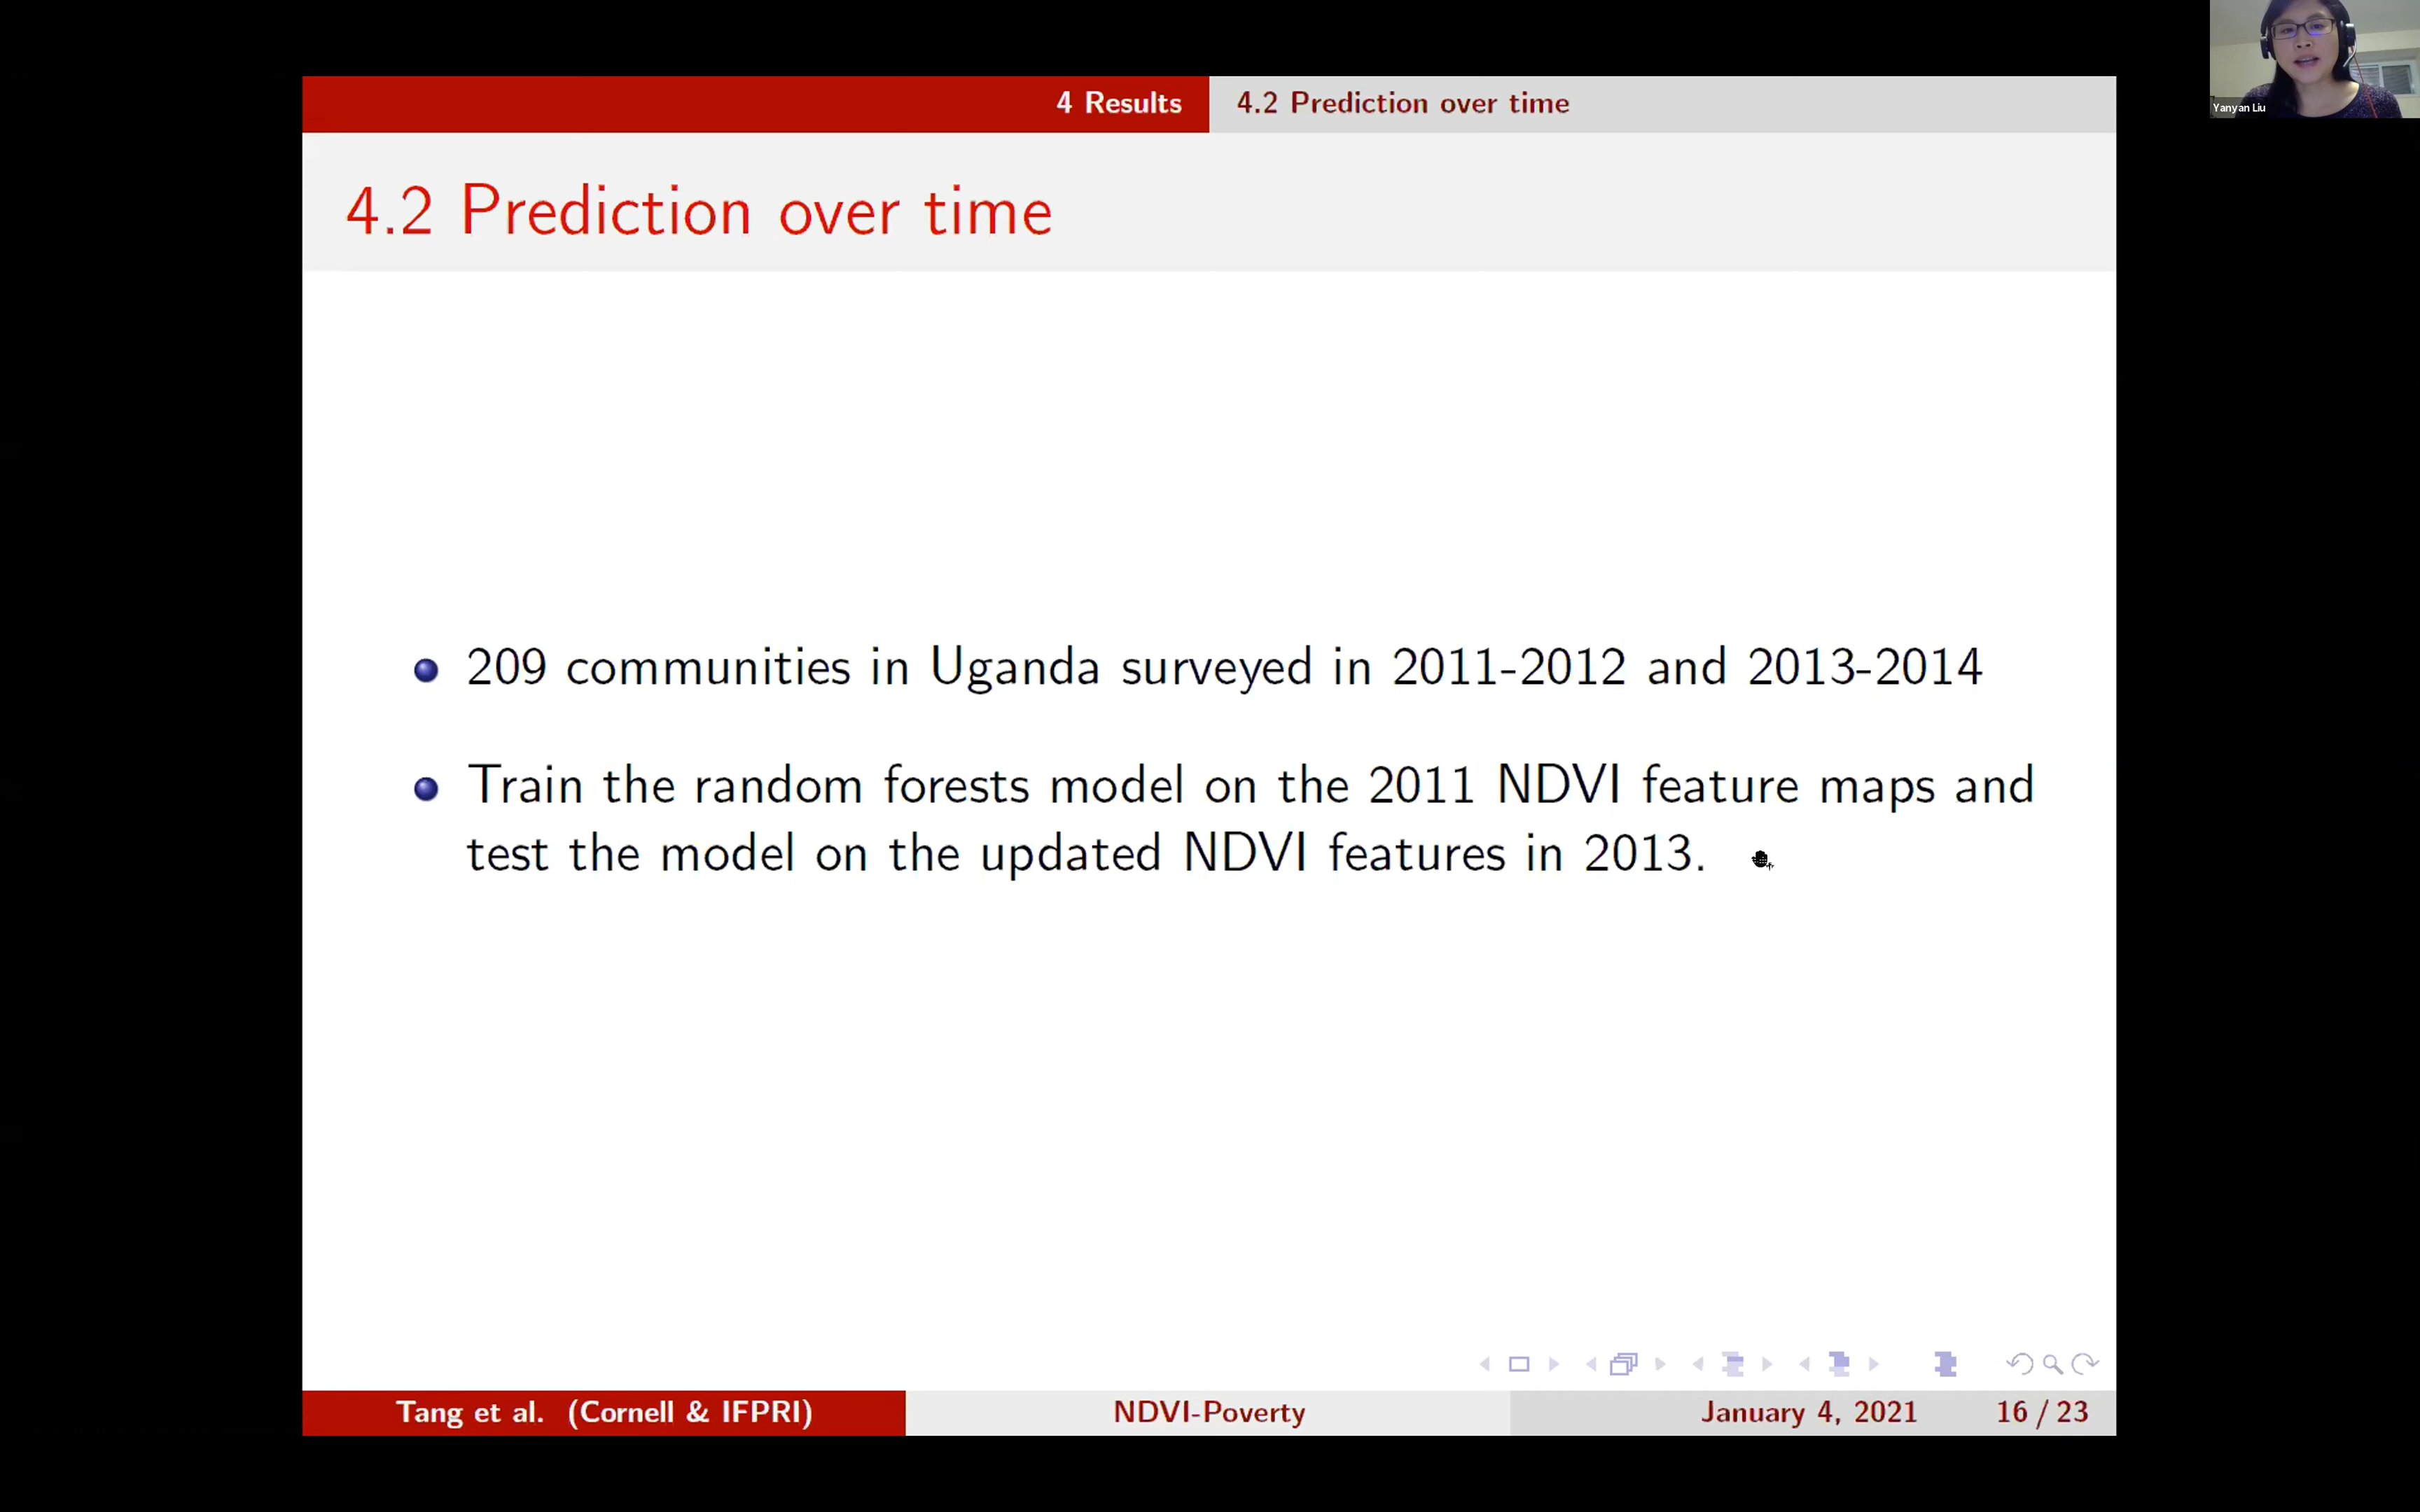 4 Results
4.2 Prediction over time
Yanyan Liu
4.2 Prediction over time
209 communities in Uganda surveyed in 2011-2012 and 2013-2014
Train the random forests model on the 2011 NDVI feature maps and
test the model on the updated NDVI features in 2013.
Tang et al. (Cornell & IFPRI)
NDVI-Poverty
January 4, 2021
16 / 23